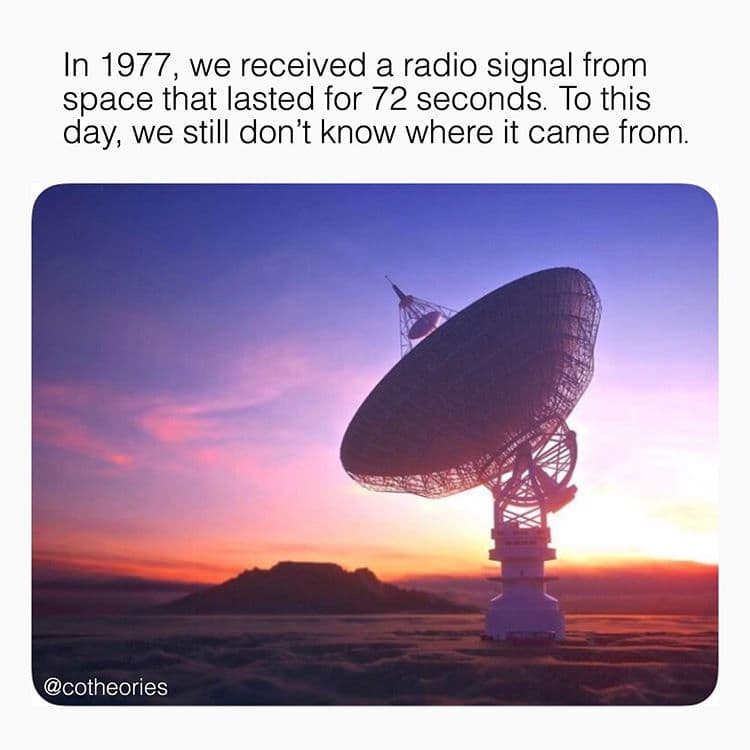 In 1977, we received a radio signal from
space that lasted for 72 seconds. To this
day, we still don’t know where it came from.
@cotheories